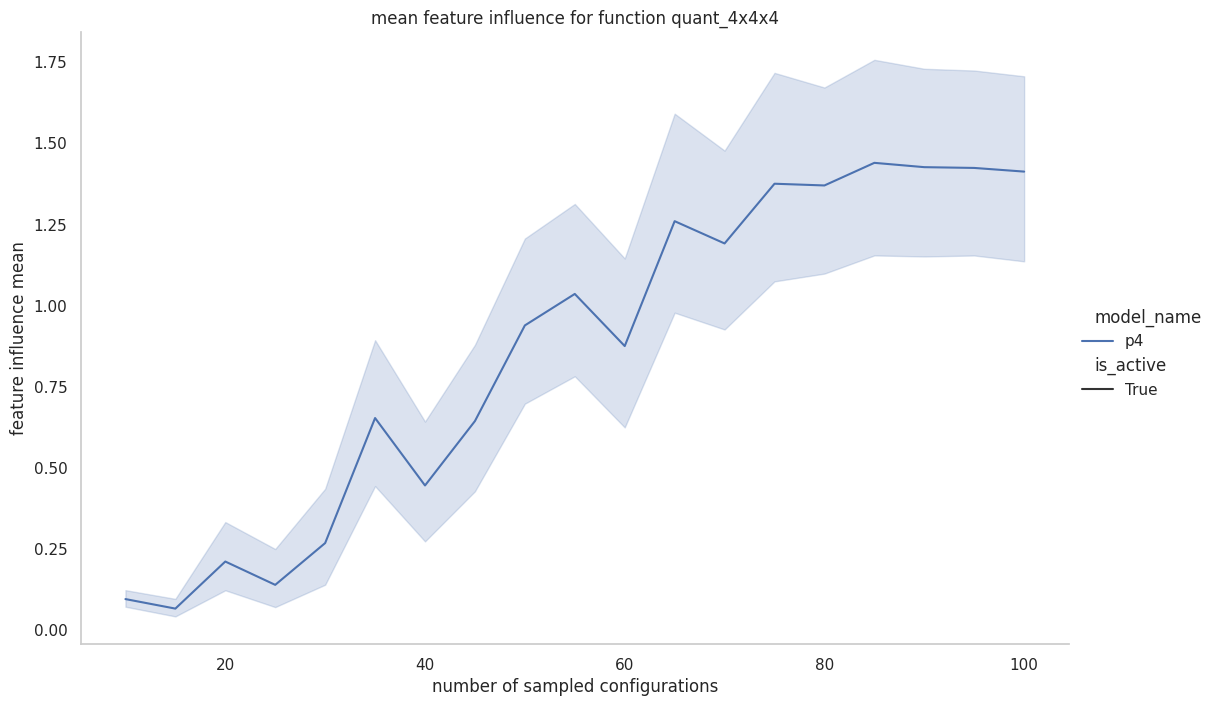 mean feature influence for function quant_4x4x4
1.75
1.50
1.25
1.00
0.75
0.50
0.25
0.00
feature influence mean
20
40
60
80
100
number of sampled configurations
model_name
p4
is_active
True